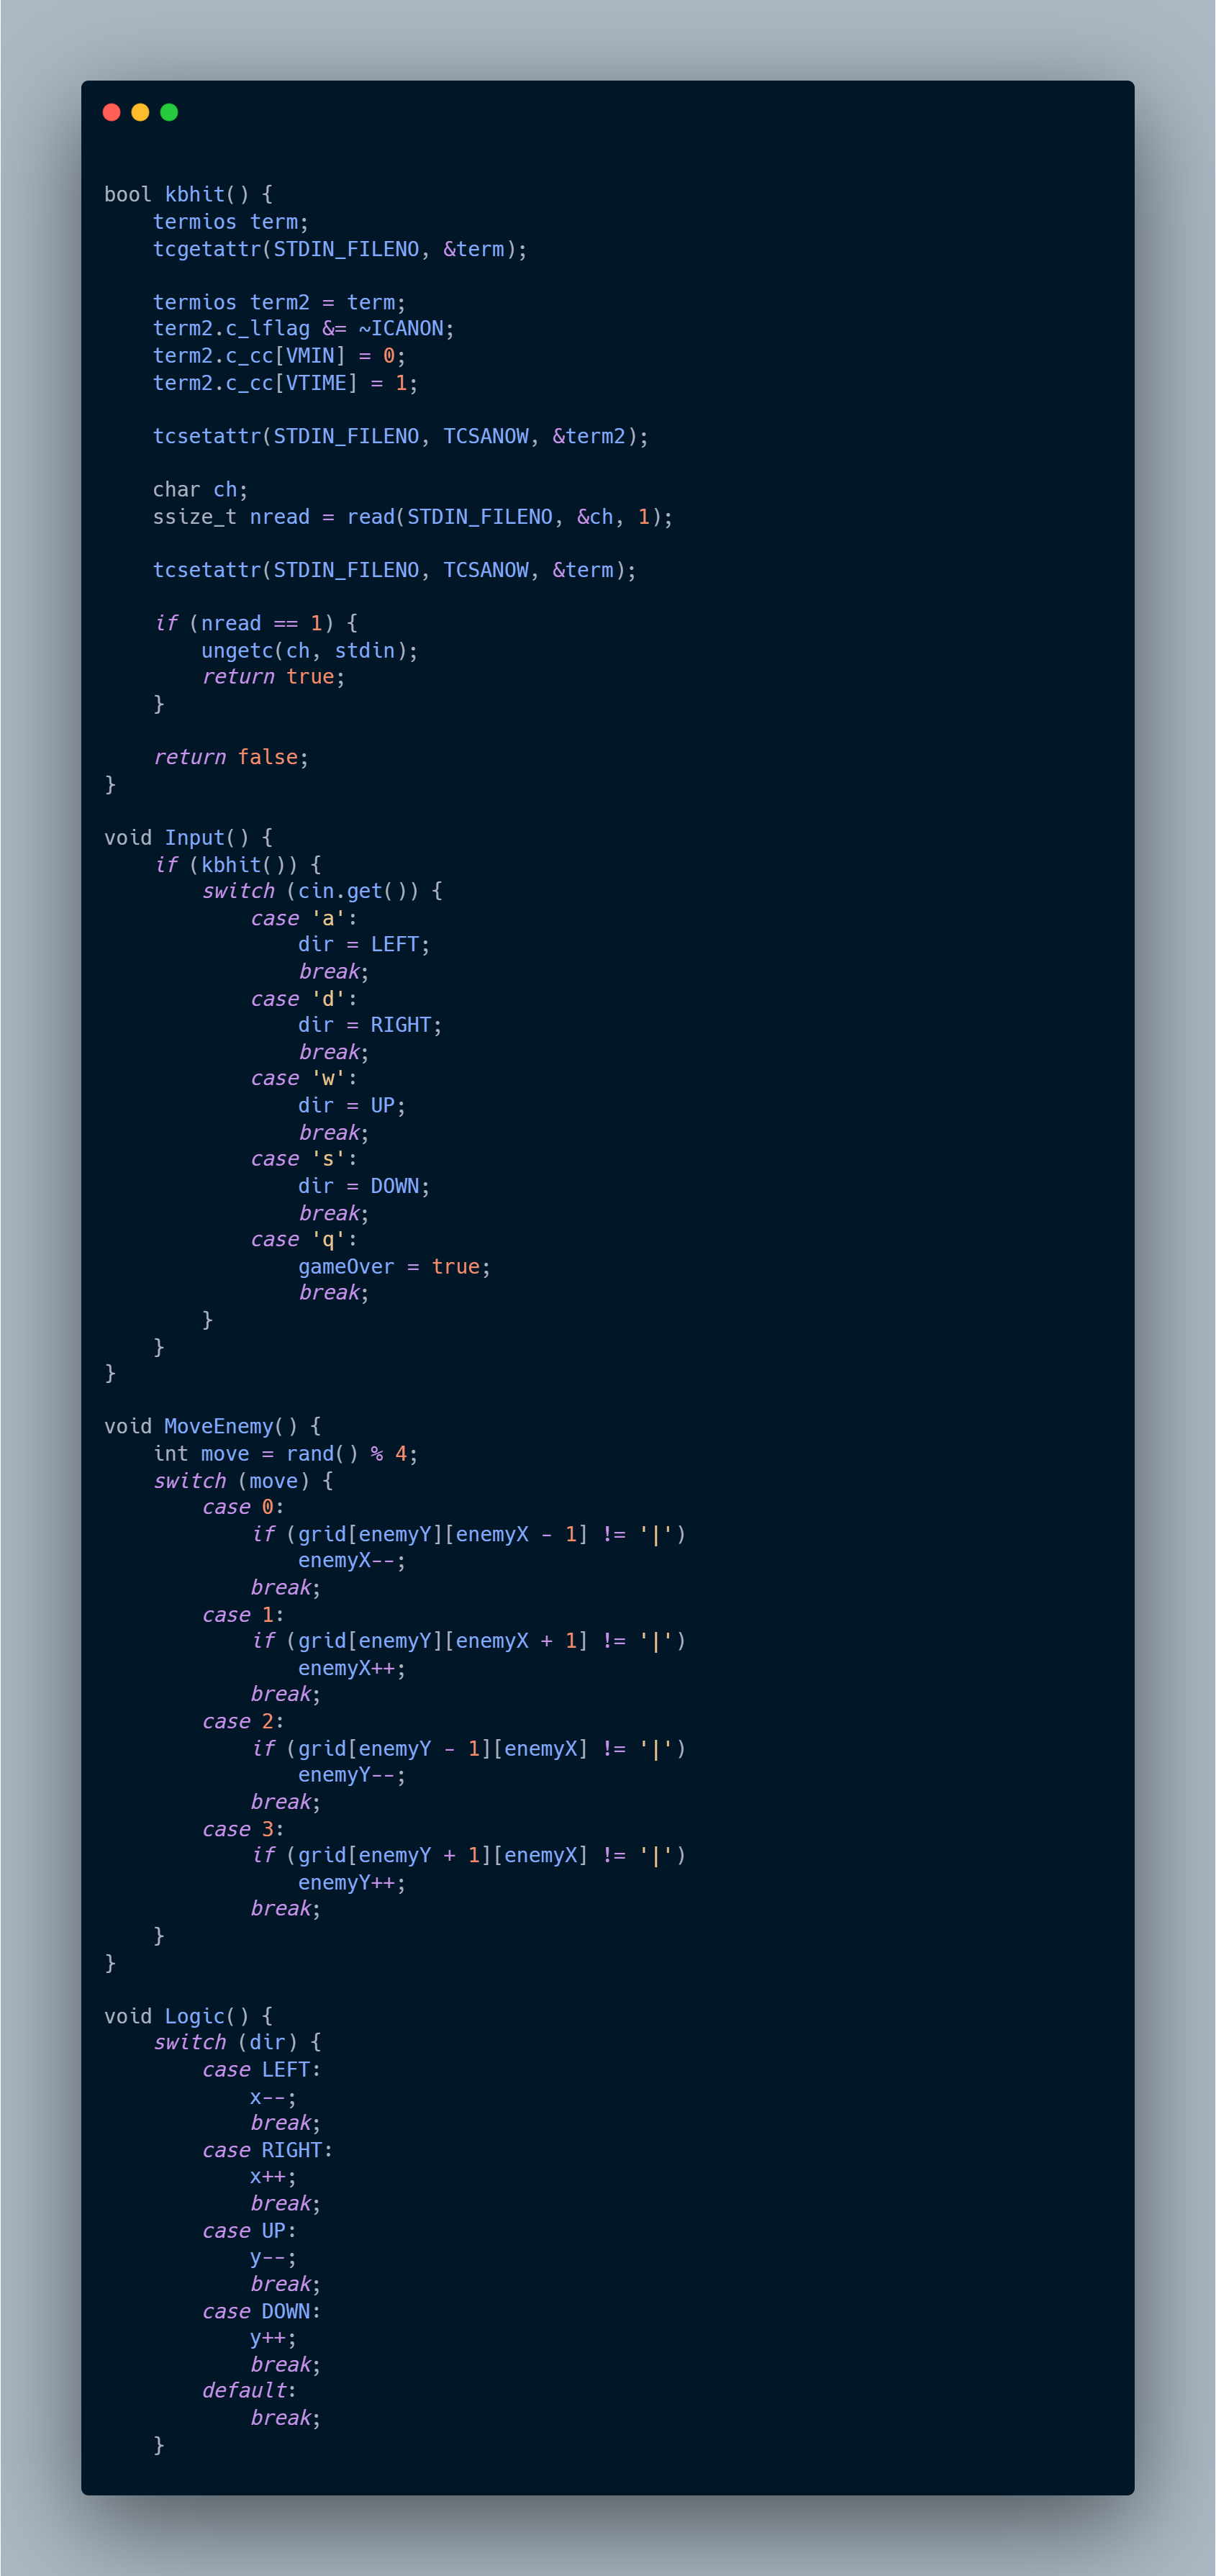 bool kbhit() {
    termios term;
    tcgetattr(STDIN_FILENO, &term);

    termios term2 = term;
    term2.c_lflag &= ~ICANON;
    term2.c_cc[VMIN] = 0;
    term2.c_cc[VTIME] = 1;

    tcsetattr(STDIN_FILENO, TCSANOW, &term2);

    char ch;
    ssize_t nread = read(STDIN_FILENO, &ch, 1);

    tcsetattr(STDIN_FILENO, TCSANOW, &term);

    if (nread == 1) {
        ungetc(ch, stdin);
        return true;
    }

    return false;
}

void Input() {
    if (kbhit()) {
        switch (cin.get()) {
            case 'a':
                dir = LEFT;
                break;
            case 'd':
                dir = RIGHT;
                break;
            case 'w':
                dir = UP;
                break;
            case 's':
                dir = DOWN;
                break;
            case 'q':
                gameOver = true;
                break;
        }
    }
}

void MoveEnemy() {
    int move = rand() % 4;
    switch (move) {
        case 0:
            if (grid[enemyY][enemyX - 1] != '|')
                enemyX--;
            break;
        case 1:
            if (grid[enemyY][enemyX + 1] != '|')
                enemyX++;
            break;
        case 2:
            if (grid[enemyY - 1][enemyX] != '|')
                enemyY--;
            break;
        case 3:
            if (grid[enemyY + 1][enemyX] != '|')
                enemyY++;
            break;
    }
}

void Logic() {
    switch (dir) {
        case LEFT:
            x--;
            break;
        case RIGHT:
            x++;
            break;
        case UP:
            y--;
            break;
        case DOWN:
            y++;
            break;
        default:
            break;
    }